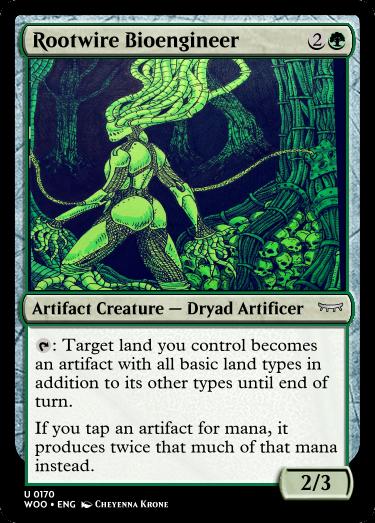 Rootwire Bioengineer 2
Artifact Creature — Dryad Artificer
: Target land you control becomes
an artifact with all basic land types in
addition to its other types until end of
turn.
If you tap an artifact for mana, it
produces twice that much of that mana
instead.
2/3
U 0170
WOO • ENG Cheyenna Krone